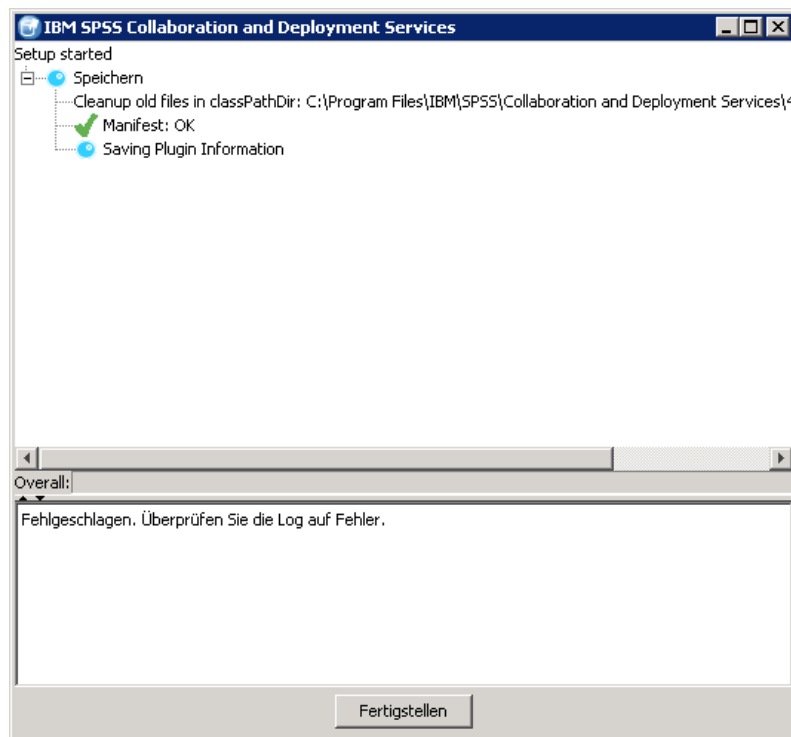 IBM SPSS Collaboration and Deployment Services
Setup started
Speichern
Cleanup old files in classPathDir: C:\Program Files\IBM\SPSS\Collaboration and Deployment Services\4
Manifest: OK
Saving Plugin Information
Overall:
Fehlgeschlagen. Überprüfen Sie die Log auf Fehler.
Fertigstellen